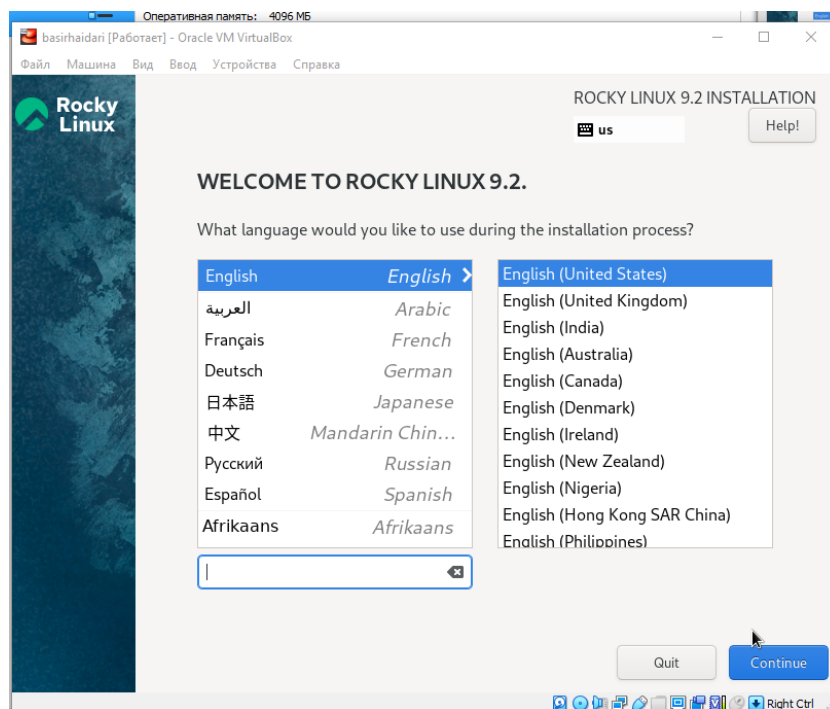 Оперативная память: 4096 МБ
basirhaidari [Работает] - Oracle VM VirtualBox
Файл Машина Вид Ввод Устройства Справка
Rocky Linux
ROCKY LINUX 9.2 INSTALLATION
us
Help!
WELCOME TO ROCKY LINUX 9.2.
What language would you like to use during the installation process?
English English
العربية Arabic
Français French
Deutsch German
日本語 Japanese
中文 Mandarin Chin...
Русский Russian
Español Spanish
Afrikaans Afrikaans
English (United States)
English (United Kingdom)
English (India)
English (Australia)
English (Canada)
English (Denmark)
English (Ireland)
English (New Zealand)
English (Nigeria)
English (Hong Kong SAR China)
English (Philippines)
Quit
Continue
Right Ctrl